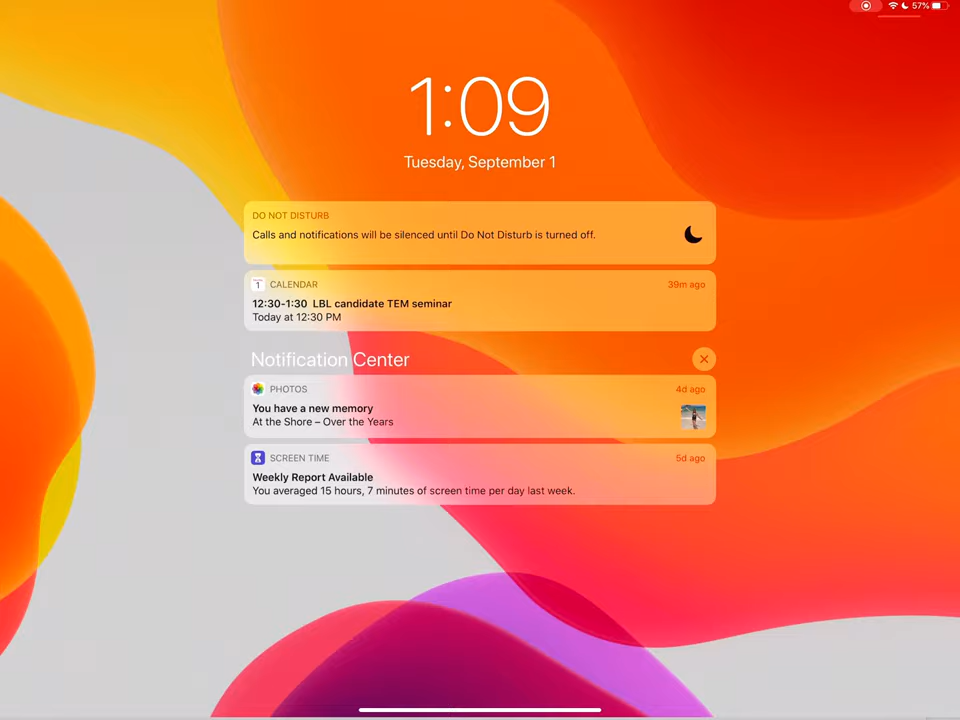 57%
1:09
Tuesday, September 1
DO NOT DISTURB
Calls and notifications will be silenced until Do Not Disturb is turned off.
1 CALENDAR 39m ago
12:30-1:30 LBL candidate TEM seminar
Today at 12:30 PM
Notification Center
PHOTOS 4d ago
You have a new memory
At the Shore – Over the Years
SCREEN TIME 5d ago
Weekly Report Available
You averaged 15 hours, 7 minutes of screen time per day last week.